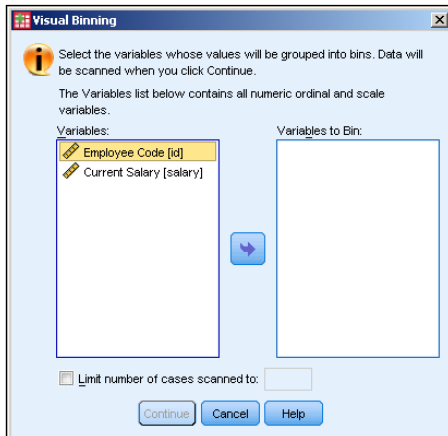 Visual Binning
Select the variables whose values will be grouped into bins. Data will
be scanned when you click Continue.
The Variables list below contains all numeric ordinal and scale
variables.
Variables:
Variables to Bin:
Employee Code [id]
Current Salary [salary]
Limit number of cases scanned to:
Continue Cancel Help